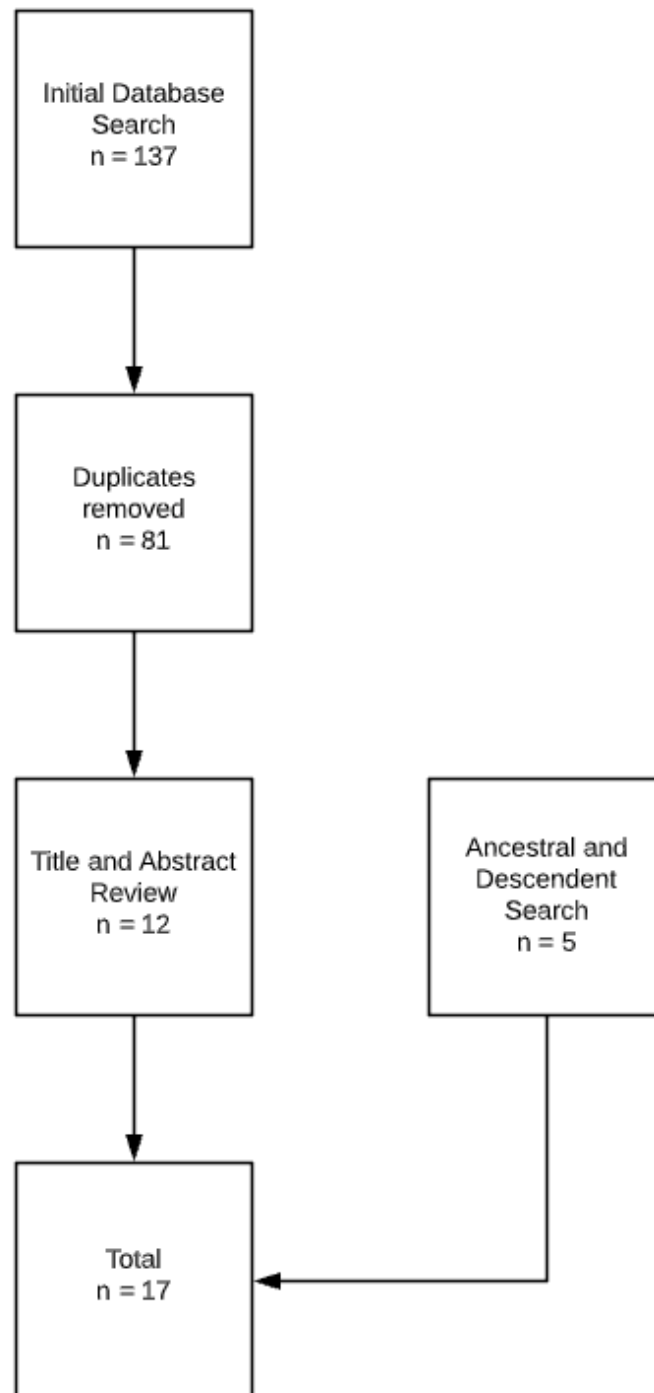 Initial Database
Search
n = 137
Duplicates
removed
n = 81
Title and Abstract
Review
n = 12
Ancestral and
Descendent
Search
n = 5
Total
n = 17